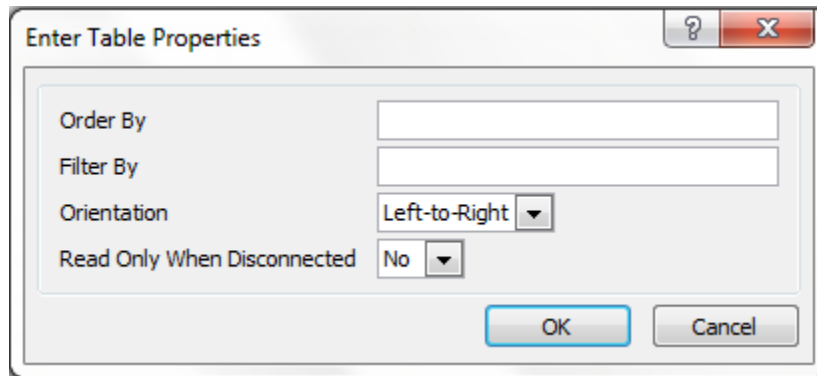 Enter Table Properties ?
Order By
Filter By
Orientation Left-to-Right
Read Only When Disconnected No
OK Cancel